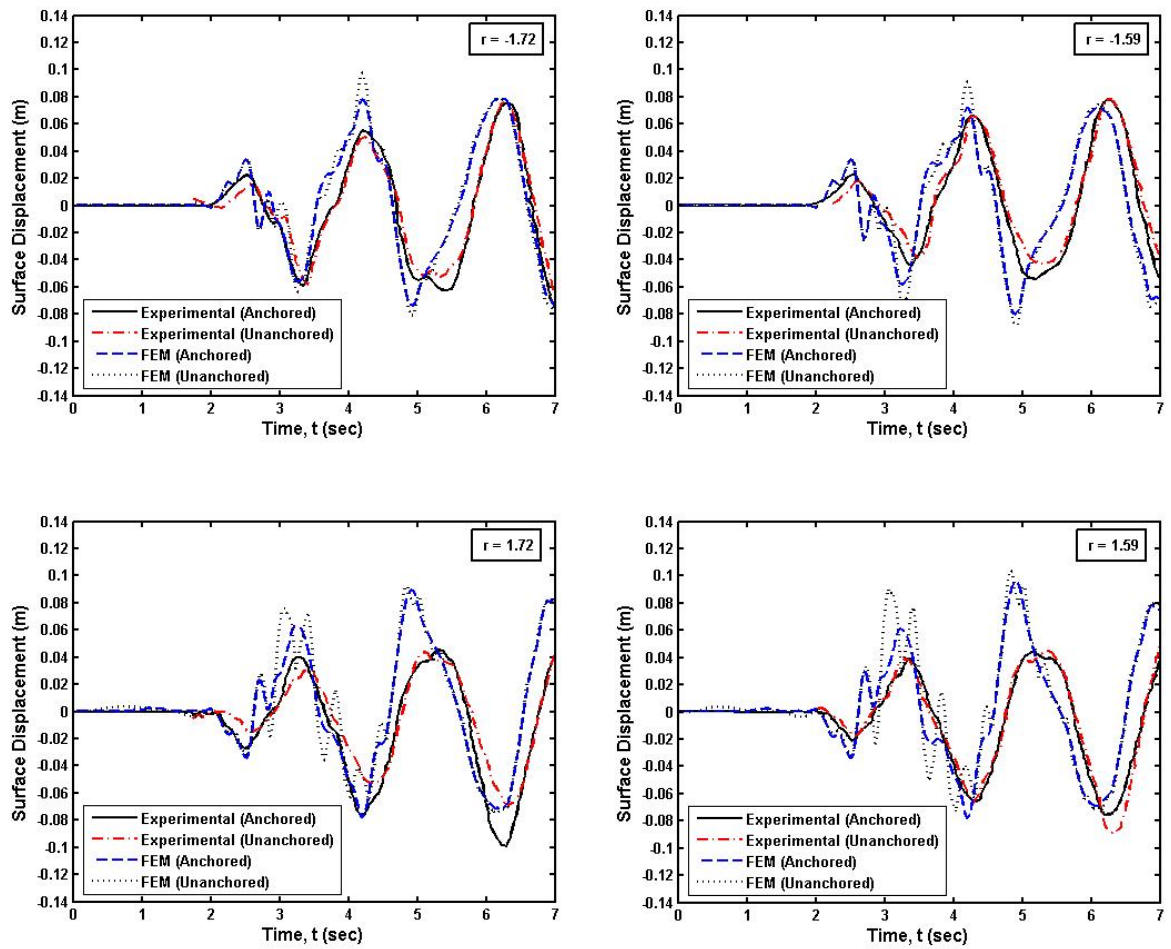 0.14
0.12
0.1
0.08
0.06
0.04
0.02
0
-0.02
-0.04
-0.06
-0.08
-0.1
-0.12
-0.14
Surface Displacement (m)
r = -1.72
Experimental (Anchored)
Experimental (Unanchored)
FEM (Anchored)
FEM (Unanchored)
0 1 2 3 4 5 6 7
Time, t (sec)
0.14
0.12
0.1
0.08
0.06
0.04
0.02
0
-0.02
-0.04
-0.06
-0.08
-0.1
-0.12
-0.14
Surface Displacement (m)
r = -1.59
Experimental (Anchored)
Experimental (Unanchored)
FEM (Anchored)
FEM (Unanchored)
0 1 2 3 4 5 6 7
Time, t (sec)
0.14
0.12
0.1
0.08
0.06
0.04
0.02
0
-0.02
-0.04
-0.06
-0.08
-0.1
-0.12
-0.14
Surface Displacement (m)
r = 1.72
Experimental (Anchored)
Experimental (Unanchored)
FEM (Anchored)
FEM (Unanchored)
0 1 2 3 4 5 6 7
Time, t (sec)
0.14
0.12
0.1
0.08
0.06
0.04
0.02
0
-0.02
-0.04
-0.06
-0.08
-0.1
-0.12
-0.14
Surface Displacement (m)
r = 1.59
Experimental (Anchored)
Experimental (Unanchored)
FEM (Anchored)
FEM (Unanchored)
0 1 2 3 4 5 6 7
Time, t (sec)